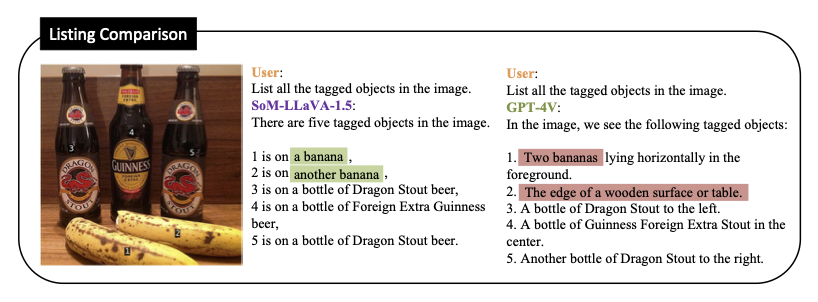 Listing Comparison
3
4
5
DRAGON
STOUT
GUINNESS
FOREIGN EXTRA
DRAGON
STOUT
2
1
User:
List all the tagged objects in the image.
SoM-LLaVA-1.5:
There are five tagged objects in the image.
1 is on a banana ,
2 is on another banana ,
3 is on a bottle of Dragon Stout beer,
4 is on a bottle of Foreign Extra Guinness
beer,
5 is on a bottle of Dragon Stout beer.
User:
List all the tagged objects in the image.
GPT-4V:
In the image, we see the following tagged objects:
1. Two bananas lying horizontally in the
foreground.
2. The edge of a wooden surface or table.
3. A bottle of Dragon Stout to the left.
4. A bottle of Guinness Foreign Extra Stout in the
center.
5. Another bottle of Dragon Stout to the right.